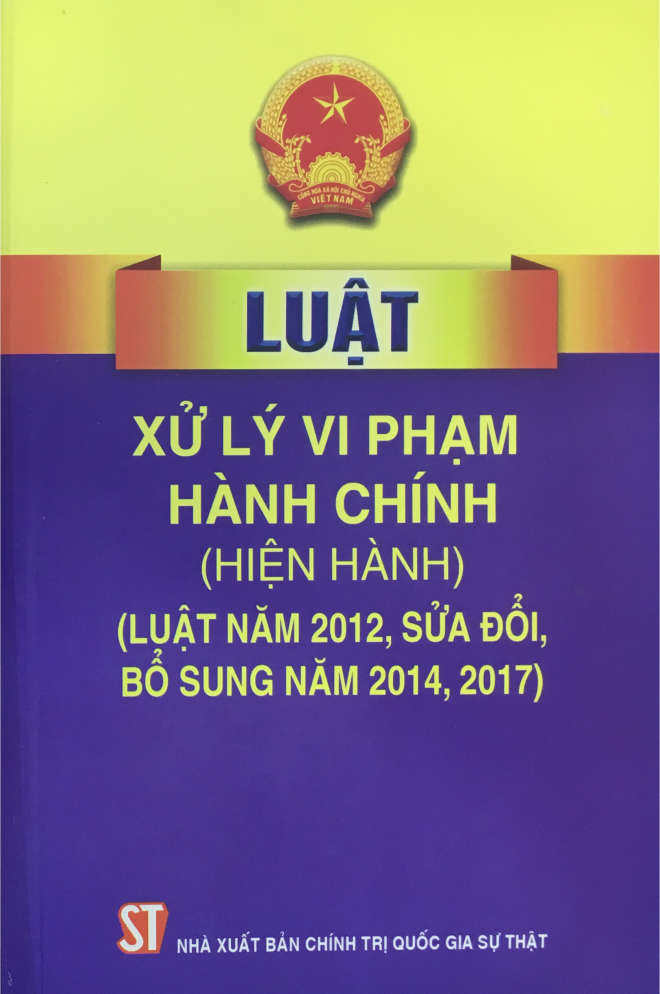 CỘNG HÒA XÃ HỘI CHỦ NGHĨA
VIỆT NAM
LUẬT
XỬ LÝ VI PHẠM
HÀNH CHÍNH
(HIỆN HÀNH)
(LUẬT NĂM 2012, SỬA ĐỔI,
BỔ SUNG NĂM 2014, 2017)
ST
NHÀ XUẤT BẢN CHÍNH TRỊ QUỐC GIA SỰ THẬT